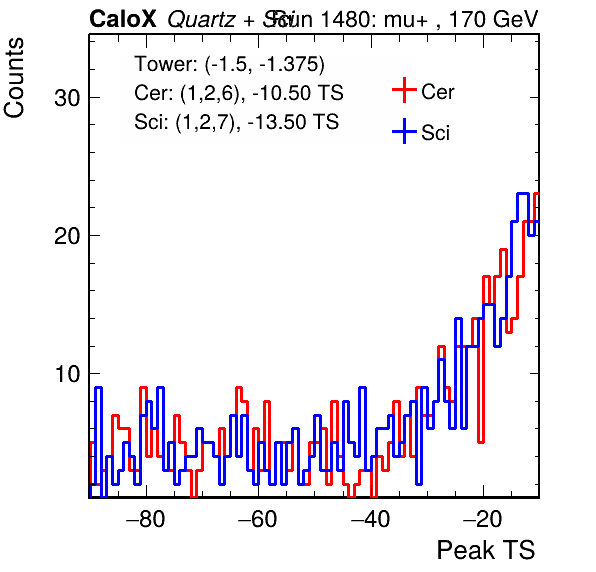 CaloX Quartz + Sci Run 1480: mu+ , 170 GeV
Counts
Tower: (-1.5, -1.375)
Cer: (1,2,6), -10.50 TS
Sci: (1,2,7), -13.50 TS
Cer
Sci
30
20
10
−80 −60 −40 −20
Peak TS